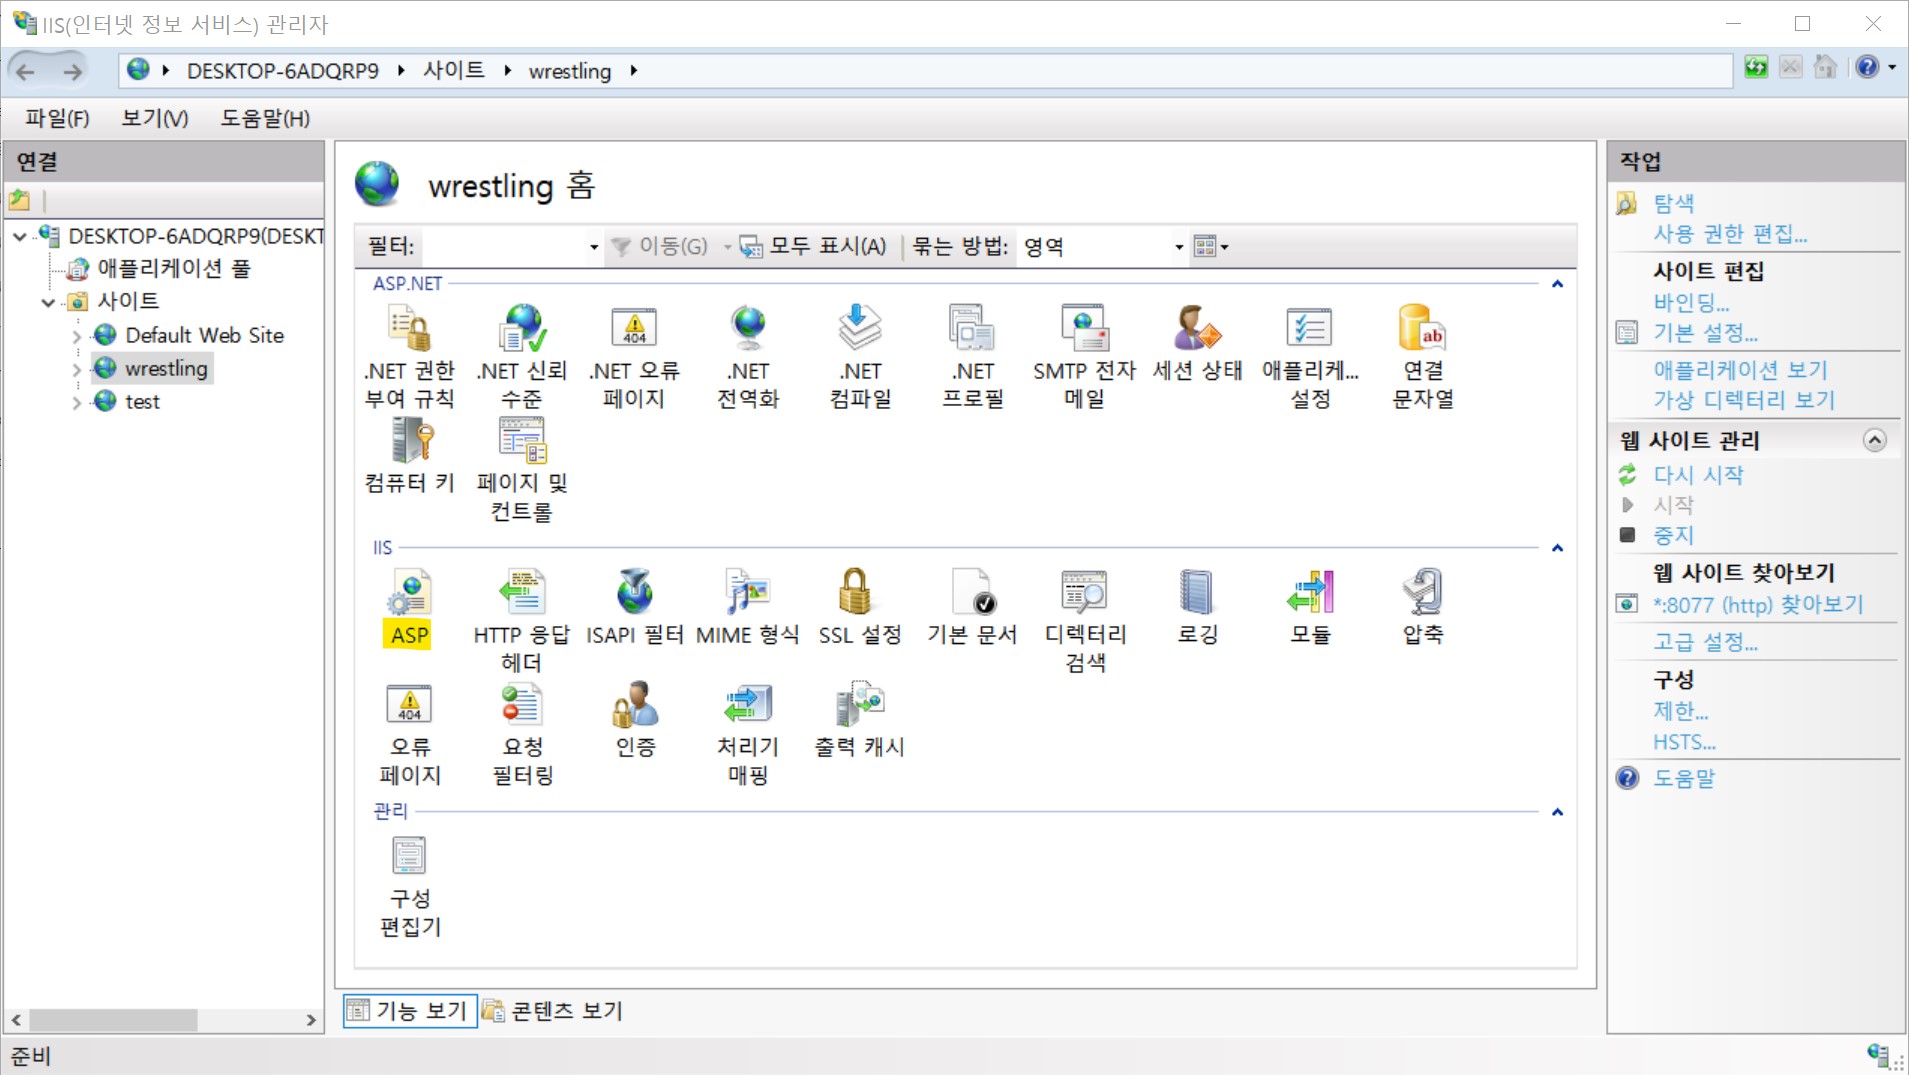 IIS(인터넷 정보 서비스) 관리자
DESKTOP-6ADQRP9 사이트 wrestling
파일(F) 보기(V) 도움말(H)
연결
DESKTOP-6ADQRP9(DESKT
애플리케이션 풀
사이트
Default Web Site
wrestling
test
wrestling 홈
필터: 이동(G) 모두 표시(A) 묶는 방법: 영역
ASP.NET
.NET 권한
부여 규칙
.NET 신뢰
수준
.NET 오류
페이지
.NET
전역화
.NET
컴파일
.NET
프로필
SMTP 전자
메일
세션 상태
애플리케...
설정
연결
문자열
컴퓨터 키
페이지 및
컨트롤
IIS
ASP
HTTP 응답
헤더
ISAPI 필터
MIME 형식
SSL 설정
기본 문서
디렉터리
검색
로깅
모듈
압축
오류
페이지
요청
필터링
인증
처리기
매핑
출력 캐시
관리
구성
편집기
기능 보기 콘텐츠 보기
작업
탐색
사용 권한 편집...
사이트 편집
바인딩...
기본 설정...
애플리케이션 보기
가상 디렉터리 보기
웹 사이트 관리
다시 시작
시작
중지
웹 사이트 찾아보기
*:8077 (http) 찾아보기
고급 설정...
구성
제한...
HSTS...
도움말
준비
404
ab
404